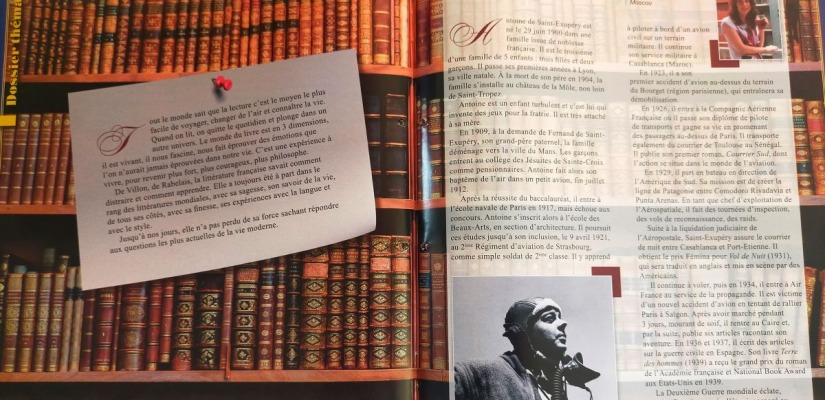 Dossier thém
Tout le monde sait que la lecture c'est le moyen le plus
facile de voyager, changer de l'air et connaître la vie.
Quand on lit, on quitte le quotidien et plonge dans un
autre univers. Le monde du livre est en 3 dimensions,
il est vivant, il nous fascine, nous fait éprouver des émotions que
l'on n'aurait jamais éprouvées dans notre vie. C'est une expérience à
vivre, pour revenir plus fort, plus courageux, plus philosophe.
De Villon, de Rabelais, la littérature française savait comment
distraire et comment apprendre. Elle a toujours été à part dans le
rang des littératures mondiales, avec sa sagesse, son savoir de la vie,
de tous ses côtés, avec sa finesse, ses expériences avec la langue et
avec le style.
Jusqu'à nos jours, elle n'a pas perdu de sa force sachant répondre
aux questions les plus actuelles de la vie moderne.
Antoine de Saint-Exupéry est
né le 29 juin 1900 dans une
famille issue de noblesse
française. Il est le troisième
d'une famille de 5 enfants : trois filles et deux
garçons. Il passe ses premières années à Lyon,
sa ville natale. À la mort de son père en 1904, la
famille s'installe au château de la Môle, non loin
de Saint-Tropez.
Antoine est un enfant turbulent et c'est lui qui
invente des jeux pour la fratrie. Il est très attaché
à sa mère.
En 1909, à la demande de Fernand de Saint-
Exupéry, son grand-père paternel, la famille
déménage vers la ville du Mans. Les garçons
entrent au collège des Jésuites de Sainte-Croix
comme pensionnaires. Antoine fait alors son
baptême de l'air dans un petit avion, fin juillet
1912.
Après la réussite du baccalauréat, il entre à
l'école navale de Paris en 1917, mais échoue aux
concours. Antoine s'inscrit alors à l'école des
Beaux-Arts, en section d'architecture. Il poursuit
ces études jusqu'à son inclusion, le 9 avril 1921,
au 2ème Régiment d'aviation de Strasbourg,
comme simple soldat de 2ème classe. Il y apprend
Moscou
à piloter à bord d'un avion
civil sur un terrain
militaire. Il continue
son service militaire à
Casablanca (Maroc).
En 1923, il a son
premier accident d'avion au-dessus du terrain
du Bourget (région parisienne), qui entraînera sa
démobilisation.
En 1926, il entre à la Compagnie Aérienne
Française ou il passe son diplôme de pilote
de transports et gagne sa vie en promenant
des passagers au-dessus de Paris. Il transporte
également du courrier de Toulouse au Sénégal.
Il publie son premier roman, Courrier Sud, dont
l'action se situe dans le monde de l'aviation.
En 1929, il part en bateau en direction de
l'Amérique du Sud. Sa mission est de créer la
ligne de Patagonie entre Comodoro Rivadavia et
Punta Arenas. En tant que chef d'exploitation de
l'Aérospatiale, il fait des tournées d'inspection,
des vols de reconnaissance, des raids.
Suite à la liquidation judiciaire de
l'Aéropostale, Saint-Exupéry assure le courrier
de nuit entre Casablanca et Port-Etienne. Il
obtient le prix Fémina pour Vol de Nuit (1931),
qui sera traduit en anglais et mis en scène par des
Américains.
Il continue à voler, puis en 1934, il entre à Air
France au service de la propagande. Il est victime
d'un nouvel accident d'avion en tentant de rallier
Paris à Saïgon. Après avoir marché pendant
3 jours, mourant de soif, il rentre au Caire et,
par la suite, publie six articles racontant son
aventure. En 1936 et 1937, il écrit des articles
sur la guerre civile en Espagne. Son livre Terre
des hommes (1939) a reçu le grand prix du roman
de l'Académie française et National Book Award
aux États-Unis en 1939.
La Deuxième Guerre mondiale éclate,